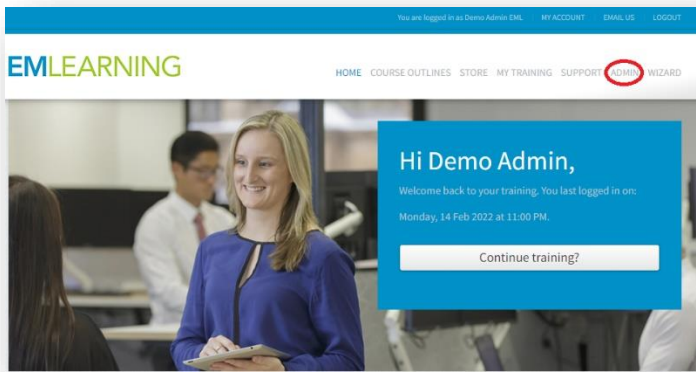 You are logged in as Demo Admin EML MY ACCOUNT EMAIL US LOGOUT
EMLEARNING
HOME COURSE OUTLINES STORE MY TRAINING SUPPORT ADMIN WIZARD
Hi Demo Admin,
Welcome back to your training. You last logged in on:
Monday, 14 Feb 2022 at 11:00 PM.
Continue training?